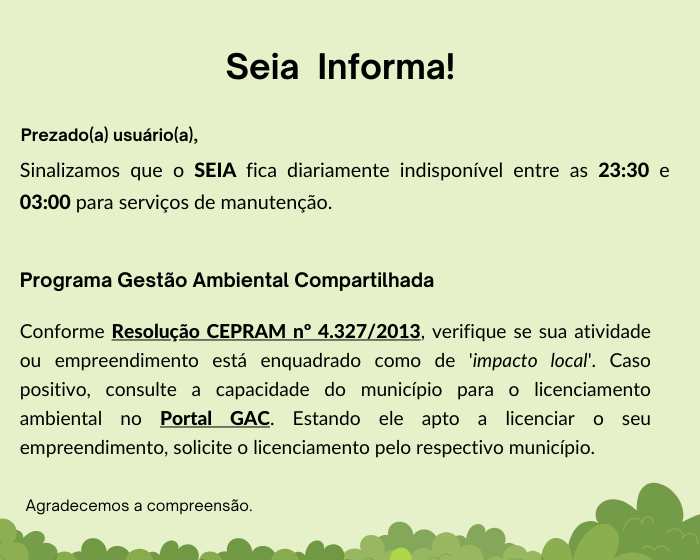 Seia Informa!
Prezado(a) usuário(a),
Sinalizamos que o SEIA fica diariamente indisponível entre as 23:30 e
03:00 para serviços de manutenção.
Programa Gestão Ambiental Compartilhada
Conforme Resolução CEPRAM nº 4.327/2013, verifique se sua atividade
ou empreendimento está enquadrado como de 'impacto local'. Caso
positivo, consulte a capacidade do município para o licenciamento
ambiental no Portal GAC. Estando ele apto a licenciar o seu
empreendimento, solicite o licenciamento pelo respectivo município.
Agradecemos a compreensão.